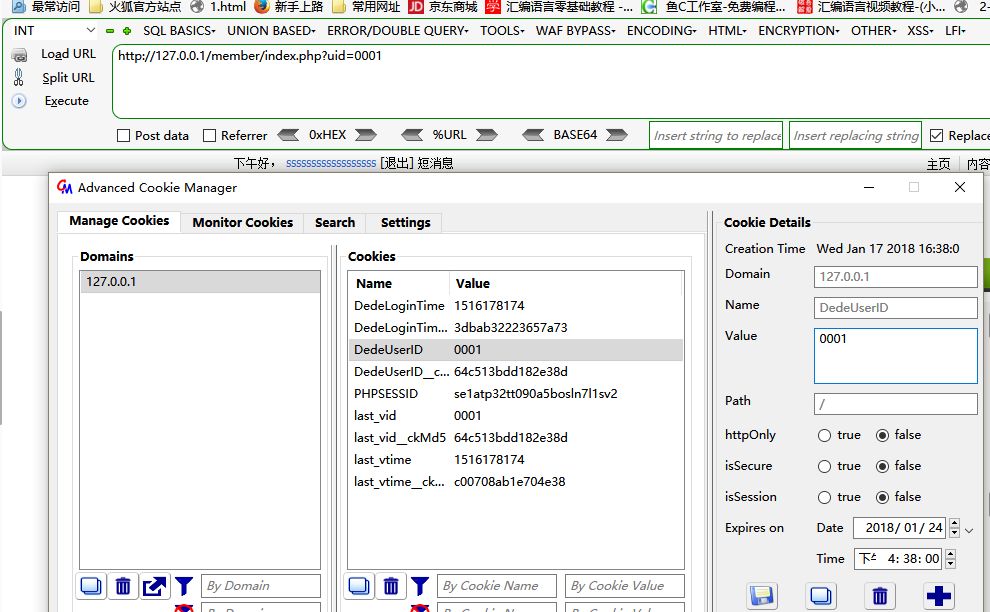 最常访问 火狐官方站点 1.html 新手上路 常用网址 JD 京东商城 汇编语言零基础教程 -... 鱼C工作室-免费编程... 汇编语言视频教程-(小...
INT SQL BASICS UNION BASED ERROR/DOUBLE QUERY TOOLS WAF BYPASS ENCODING HTML ENCRYPTION OTHER XSS LFI
Load URL http://127.0.0.1/member/index.php?uid=0001
Split URL
Execute
Post data Referrer 0xHEX %URL BASE64 Insert string to replace Insert replacing string Replace
下午好， sssssssssssssssssss [退出] 短消息 主页 内容
Advanced Cookie Manager
Manage Cookies Monitor Cookies Search Settings
Domains
127.0.0.1
By Domain
Cookies
Name Value
DedeLoginTime 1516178174
DedeLoginTim... 3dbab32223657a73
DedeUserID 0001
DedeUserID__c... 64c513bdd182e38d
PHPSESSID se1atp32tt090a5bosln7l1sv2
last_vid 0001
last_vid__ckMd5 64c513bdd182e38d
last_vtime 1516178174
last_vtime__ck... c00708ab1e704e38
By Cookie Name By Cookie Value
Cookie Details
Creation Time Wed Jan 17 2018 16:38:0
Domain 127.0.0.1
Name DedeUserID
Value 0001
Path /
httpOnly true false
isSecure true false
isSession true false
Expires on Date 2018/ 01/ 24
Time 4: 38: 00